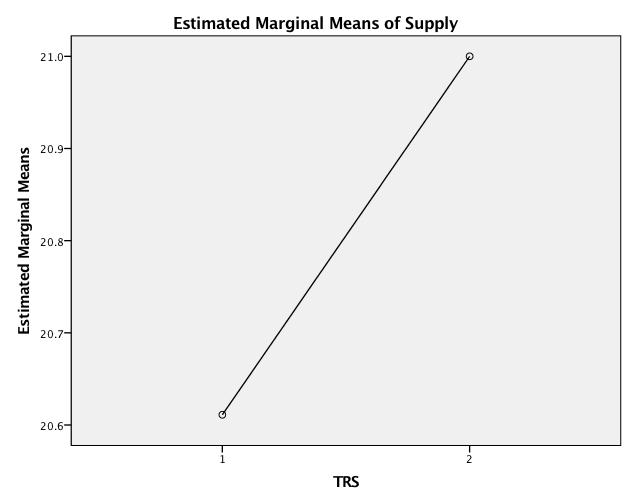 Estimated Marginal Means of Supply
Estimated Marginal Means
21.0
20.9
20.8
20.7
20.6
1
2
TRS